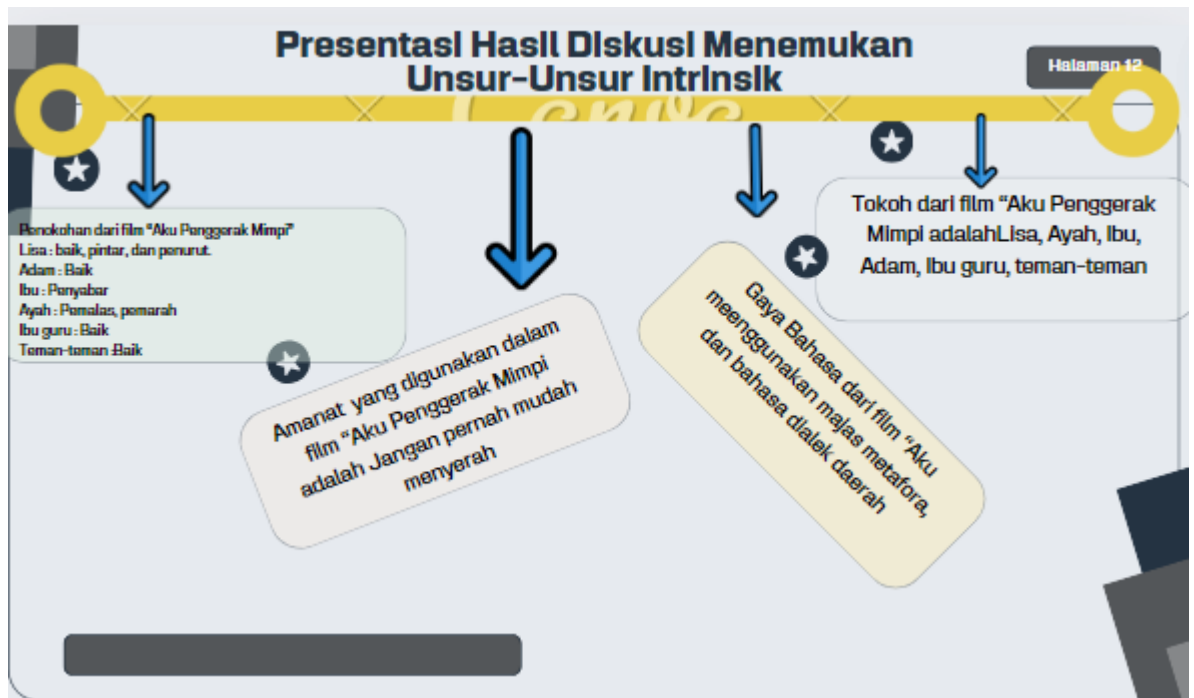 Presentasi Hasil Diskusi Menemukan
Unsur-Unsur Intrinsik
Halaman 12
Penokohan dari film "Aku Penggerak Mimpi"
Lisa : baik, pintar, dan penurut.
Adam : Baik
Ibu : Penyabar
Ayah : Pemalas, pemarah
Ibu guru : Baik
Teman-teman :Baik
Amanat yang digunakan dalam
film "Aku Penggerak Mimpi
adalah Jangan pernah mudah
menyerah
Gaya Bahasa dari film "Aku
meenggunakan majas metafora,
dan bahasa dialek daerah
Tokoh dari film "Aku Penggerak
Mimpi adalahLisa, Ayah, Ibu,
Adam, Ibu guru, teman-teman